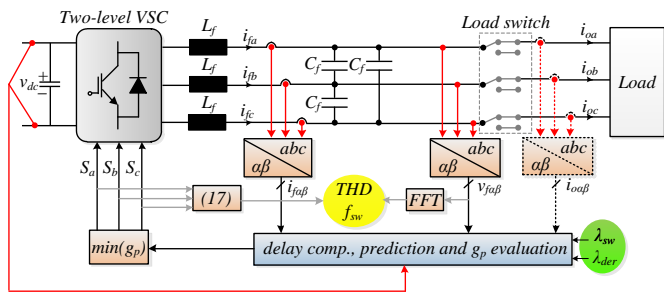 Two-level VSC
v_dc
+
−
L_f
L_f
L_f
i_fa
i_fb
i_fc
C_f
C_f
C_f
Load switch
i_oa
i_ob
i_oc
Load
S_a
S_b
S_c
abc
αβ
abc
αβ
abc
αβ
i_fαβ
v_fαβ
i_oαβ
(17)
THD
f_sw
FFT
min(g_p)
delay comp., prediction and g_p evaluation
λ_sw
λ_der